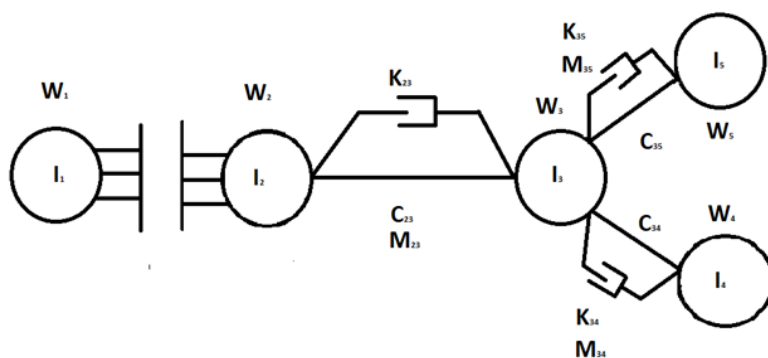 W₁
I₁
W₂
I₂
K₂₃
C₂₃
M₂₃
W₃
I₃
K₃₅
M₃₅
C₃₅
I₅
W₅
C₃₄
W₄
I₄
K₃₄
M₃₄